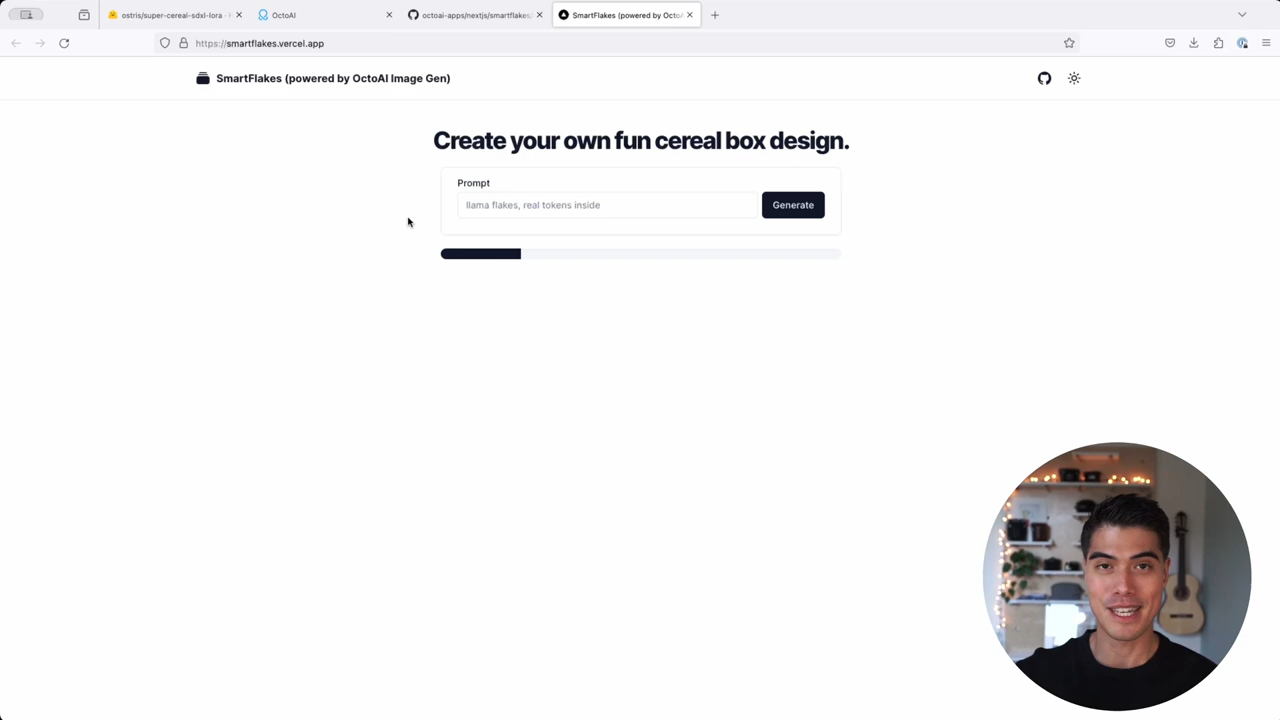 ostris/super-cereal-sdxl-lora · H
OctoAI
octoai-apps/nextjs/smartflakes
SmartFlakes (powered by OctoA
https://smartflakes.vercel.app
SmartFlakes (powered by OctoAI Image Gen)
Create your own fun cereal box design.
Prompt
llama flakes, real tokens inside
Generate